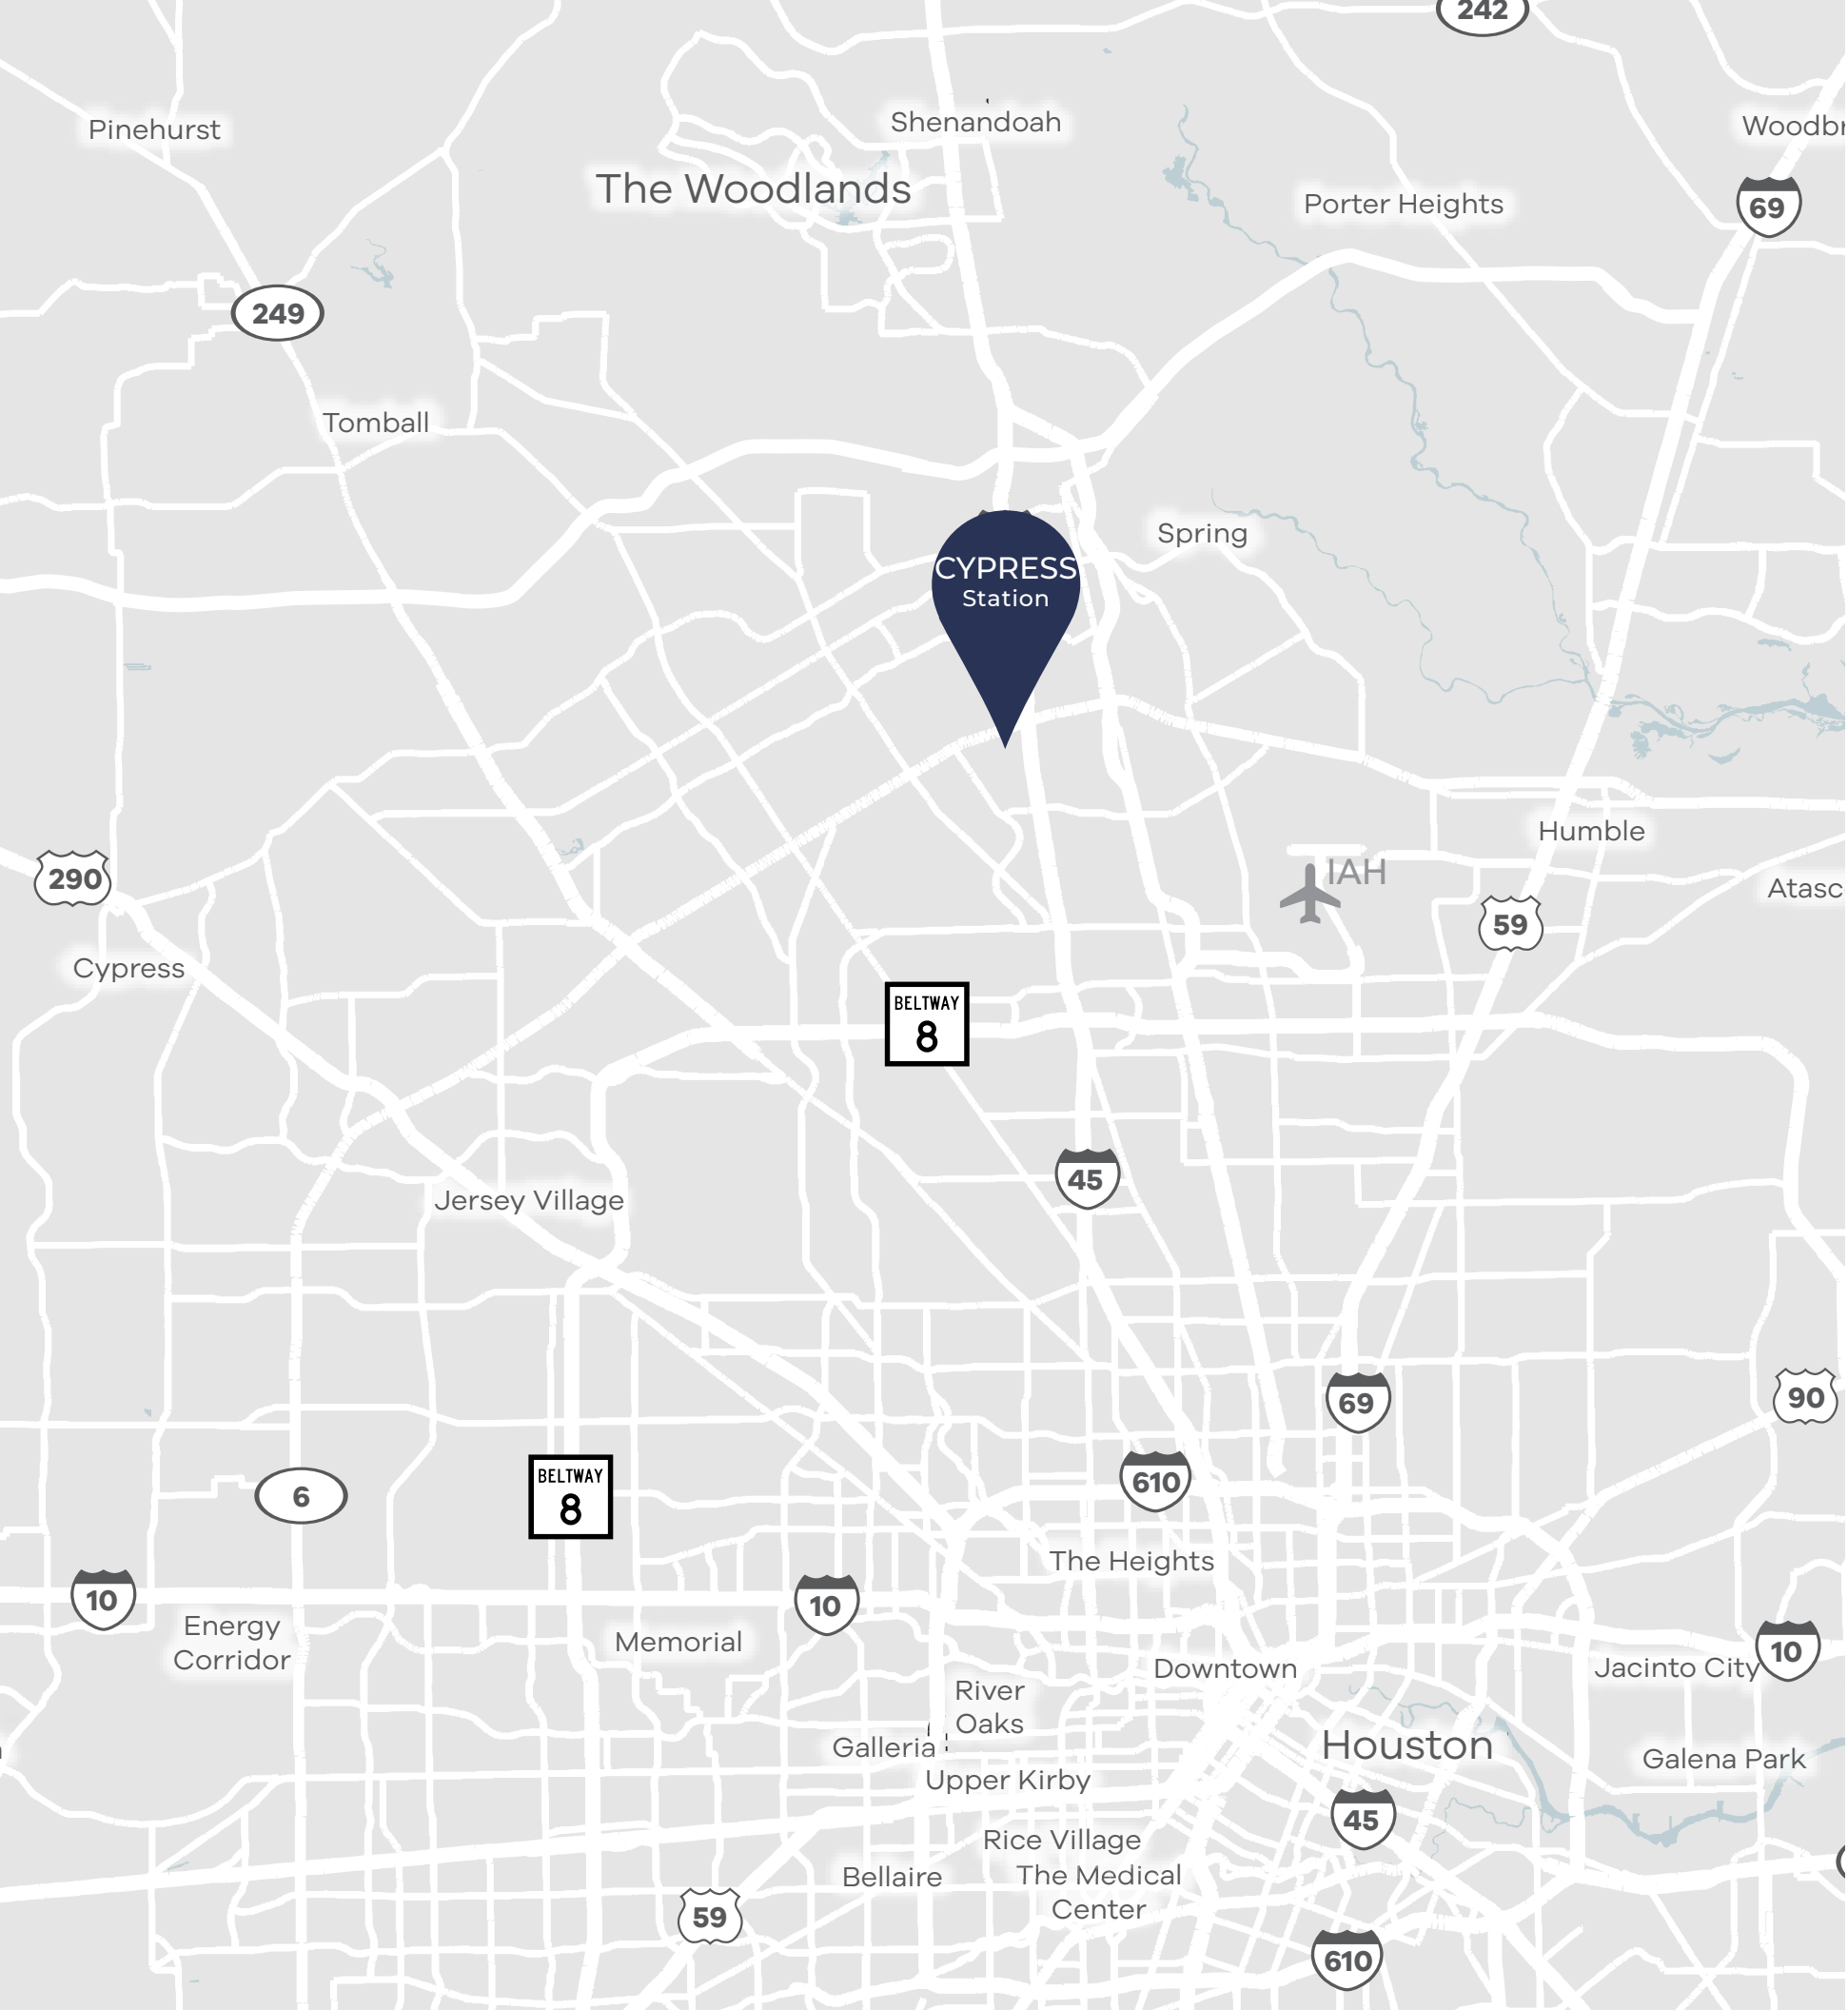 242
Pinehurst
Shenandoah
Woodbr
The Woodlands
Porter Heights
69
249
Tomball
Spring
CYPRESS
Station
Humble
IAH
290
Atasc
59
Cypress
BELTWAY
8
45
Jersey Village
69
90
BELTWAY
8
610
6
The Heights
10
10
Energy
Corridor
Memorial
10
Downtown
Jacinto City
River
Oaks
Galleria
Houston
Galena Park
Upper Kirby
45
Rice Village
Bellaire
The Medical
Center
59
610